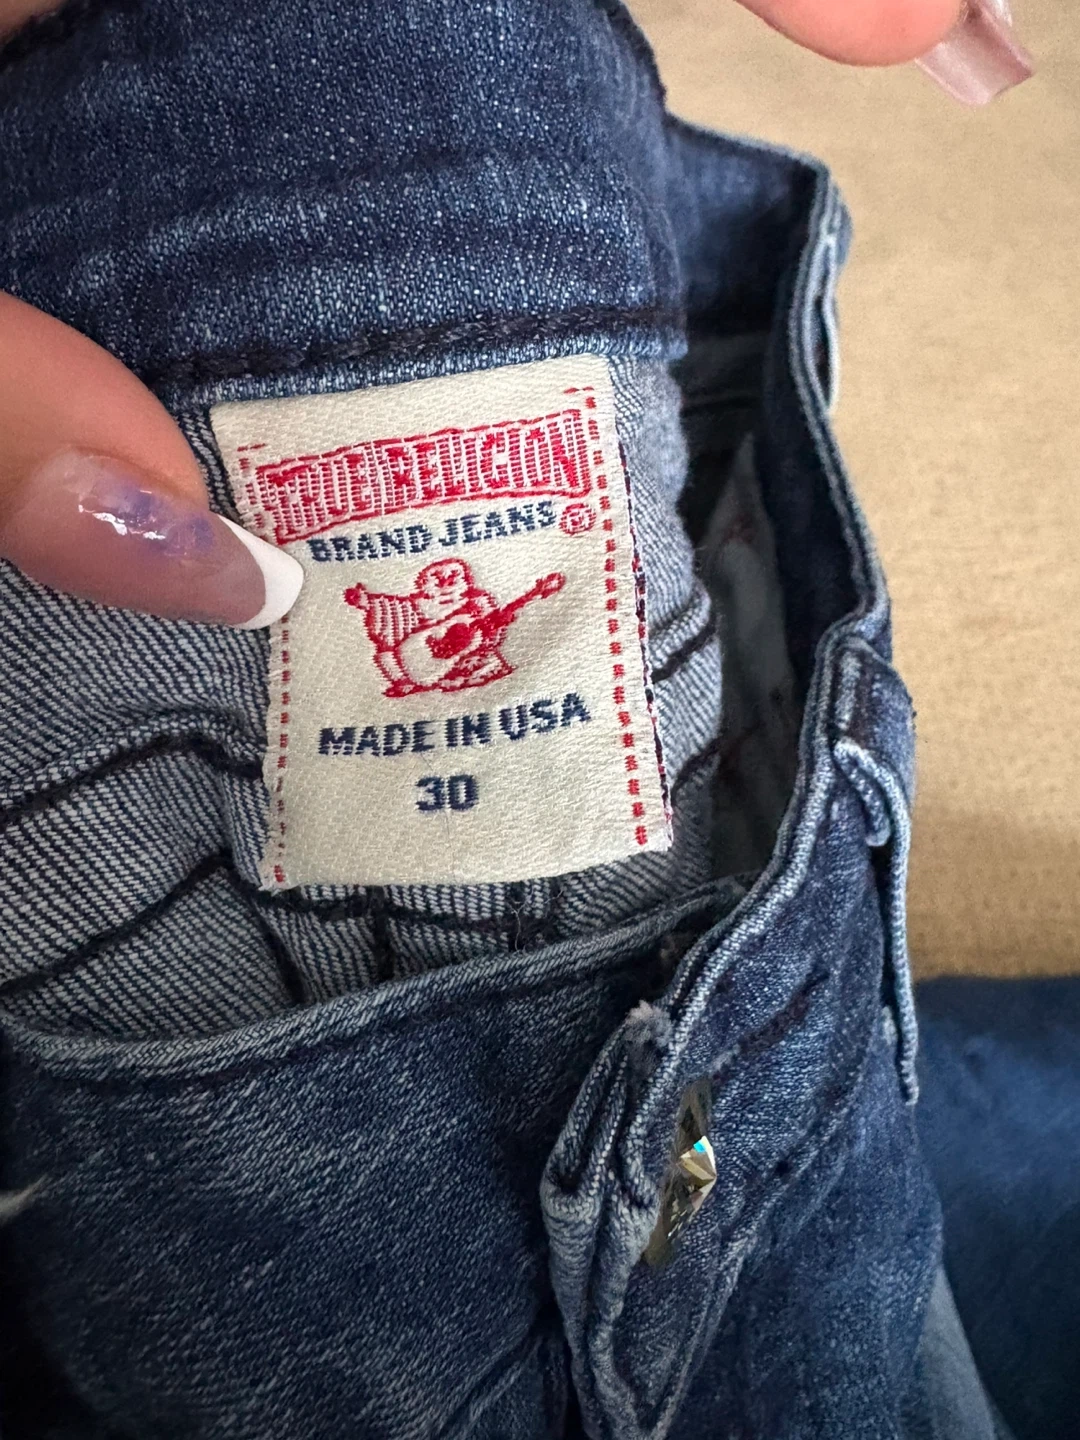 TRUE RELIGION
BRAND JEANS®
MADE IN USA
30